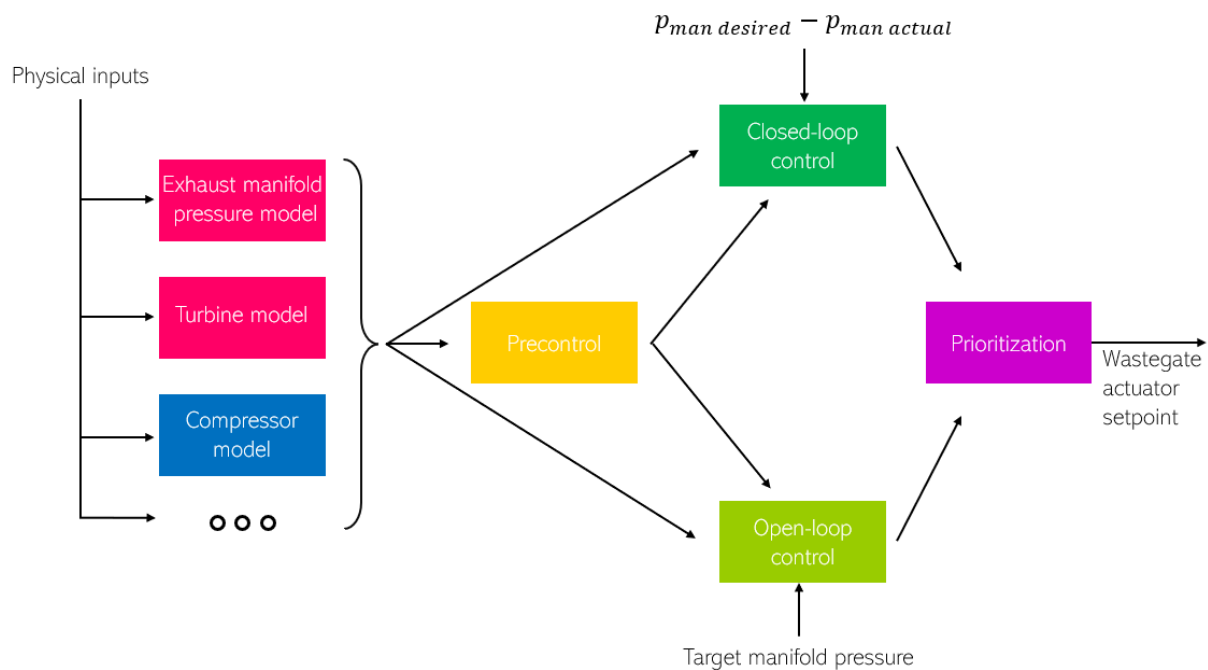 p_man desired − p_man actual
Physical inputs
Closed-loop
control
Exhaust manifold
pressure model
Turbine model
Precontrol
Prioritization
Wastegate
actuator
setpoint
Compressor
model
Open-loop
control
Target manifold pressure